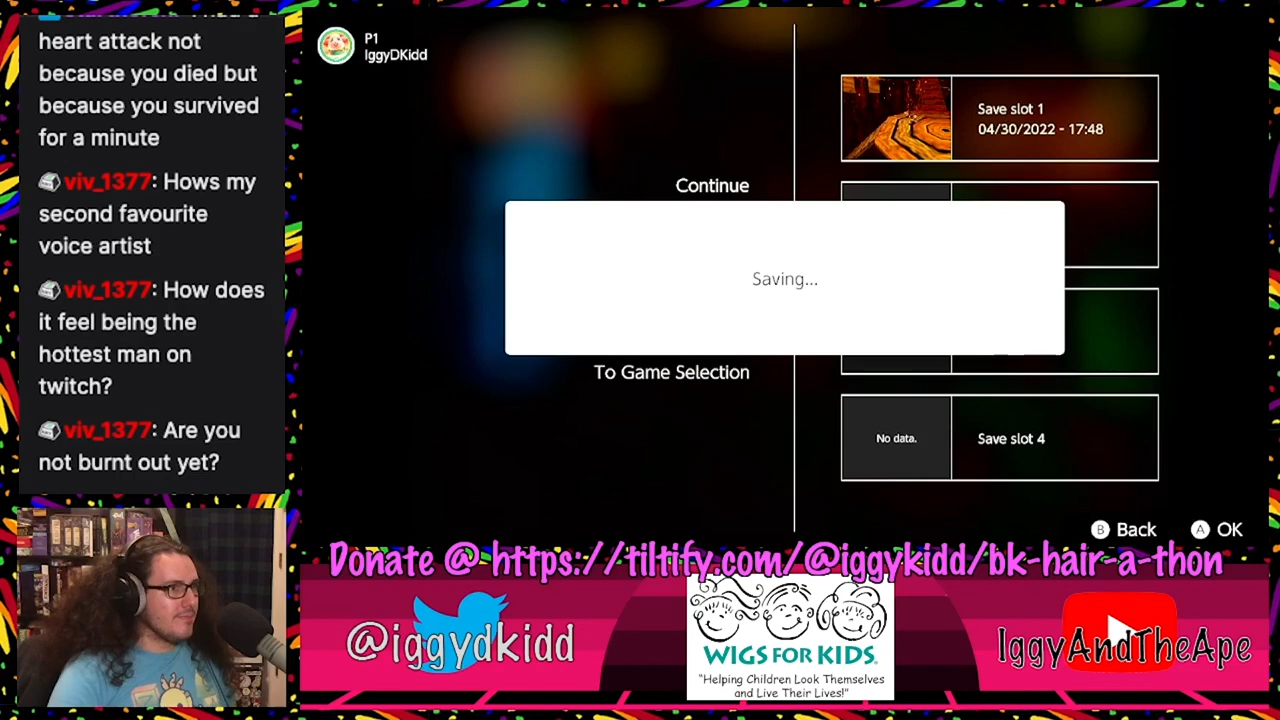 heart attack not
because you died but
because you survived
for a minute
viv_1377: Hows my
second favourite
voice artist
viv_1377: How does
it feel being the
hottest man on
twitch?
viv_1377: Are you
not burnt out yet?
P1
IggyDKidd
Continue
To Game Selection
Saving...
Save slot 1
04/30/2022 - 17:48
No data.
Save slot 4
B Back
A OK
Donate @ https://tiltify.com/@iggykidd/bk-hair-a-thon
@iggydkidd
WIGS FOR KIDS.
"Helping Children Look Themselves
and Live Their Lives!"
IggyAndTheApe